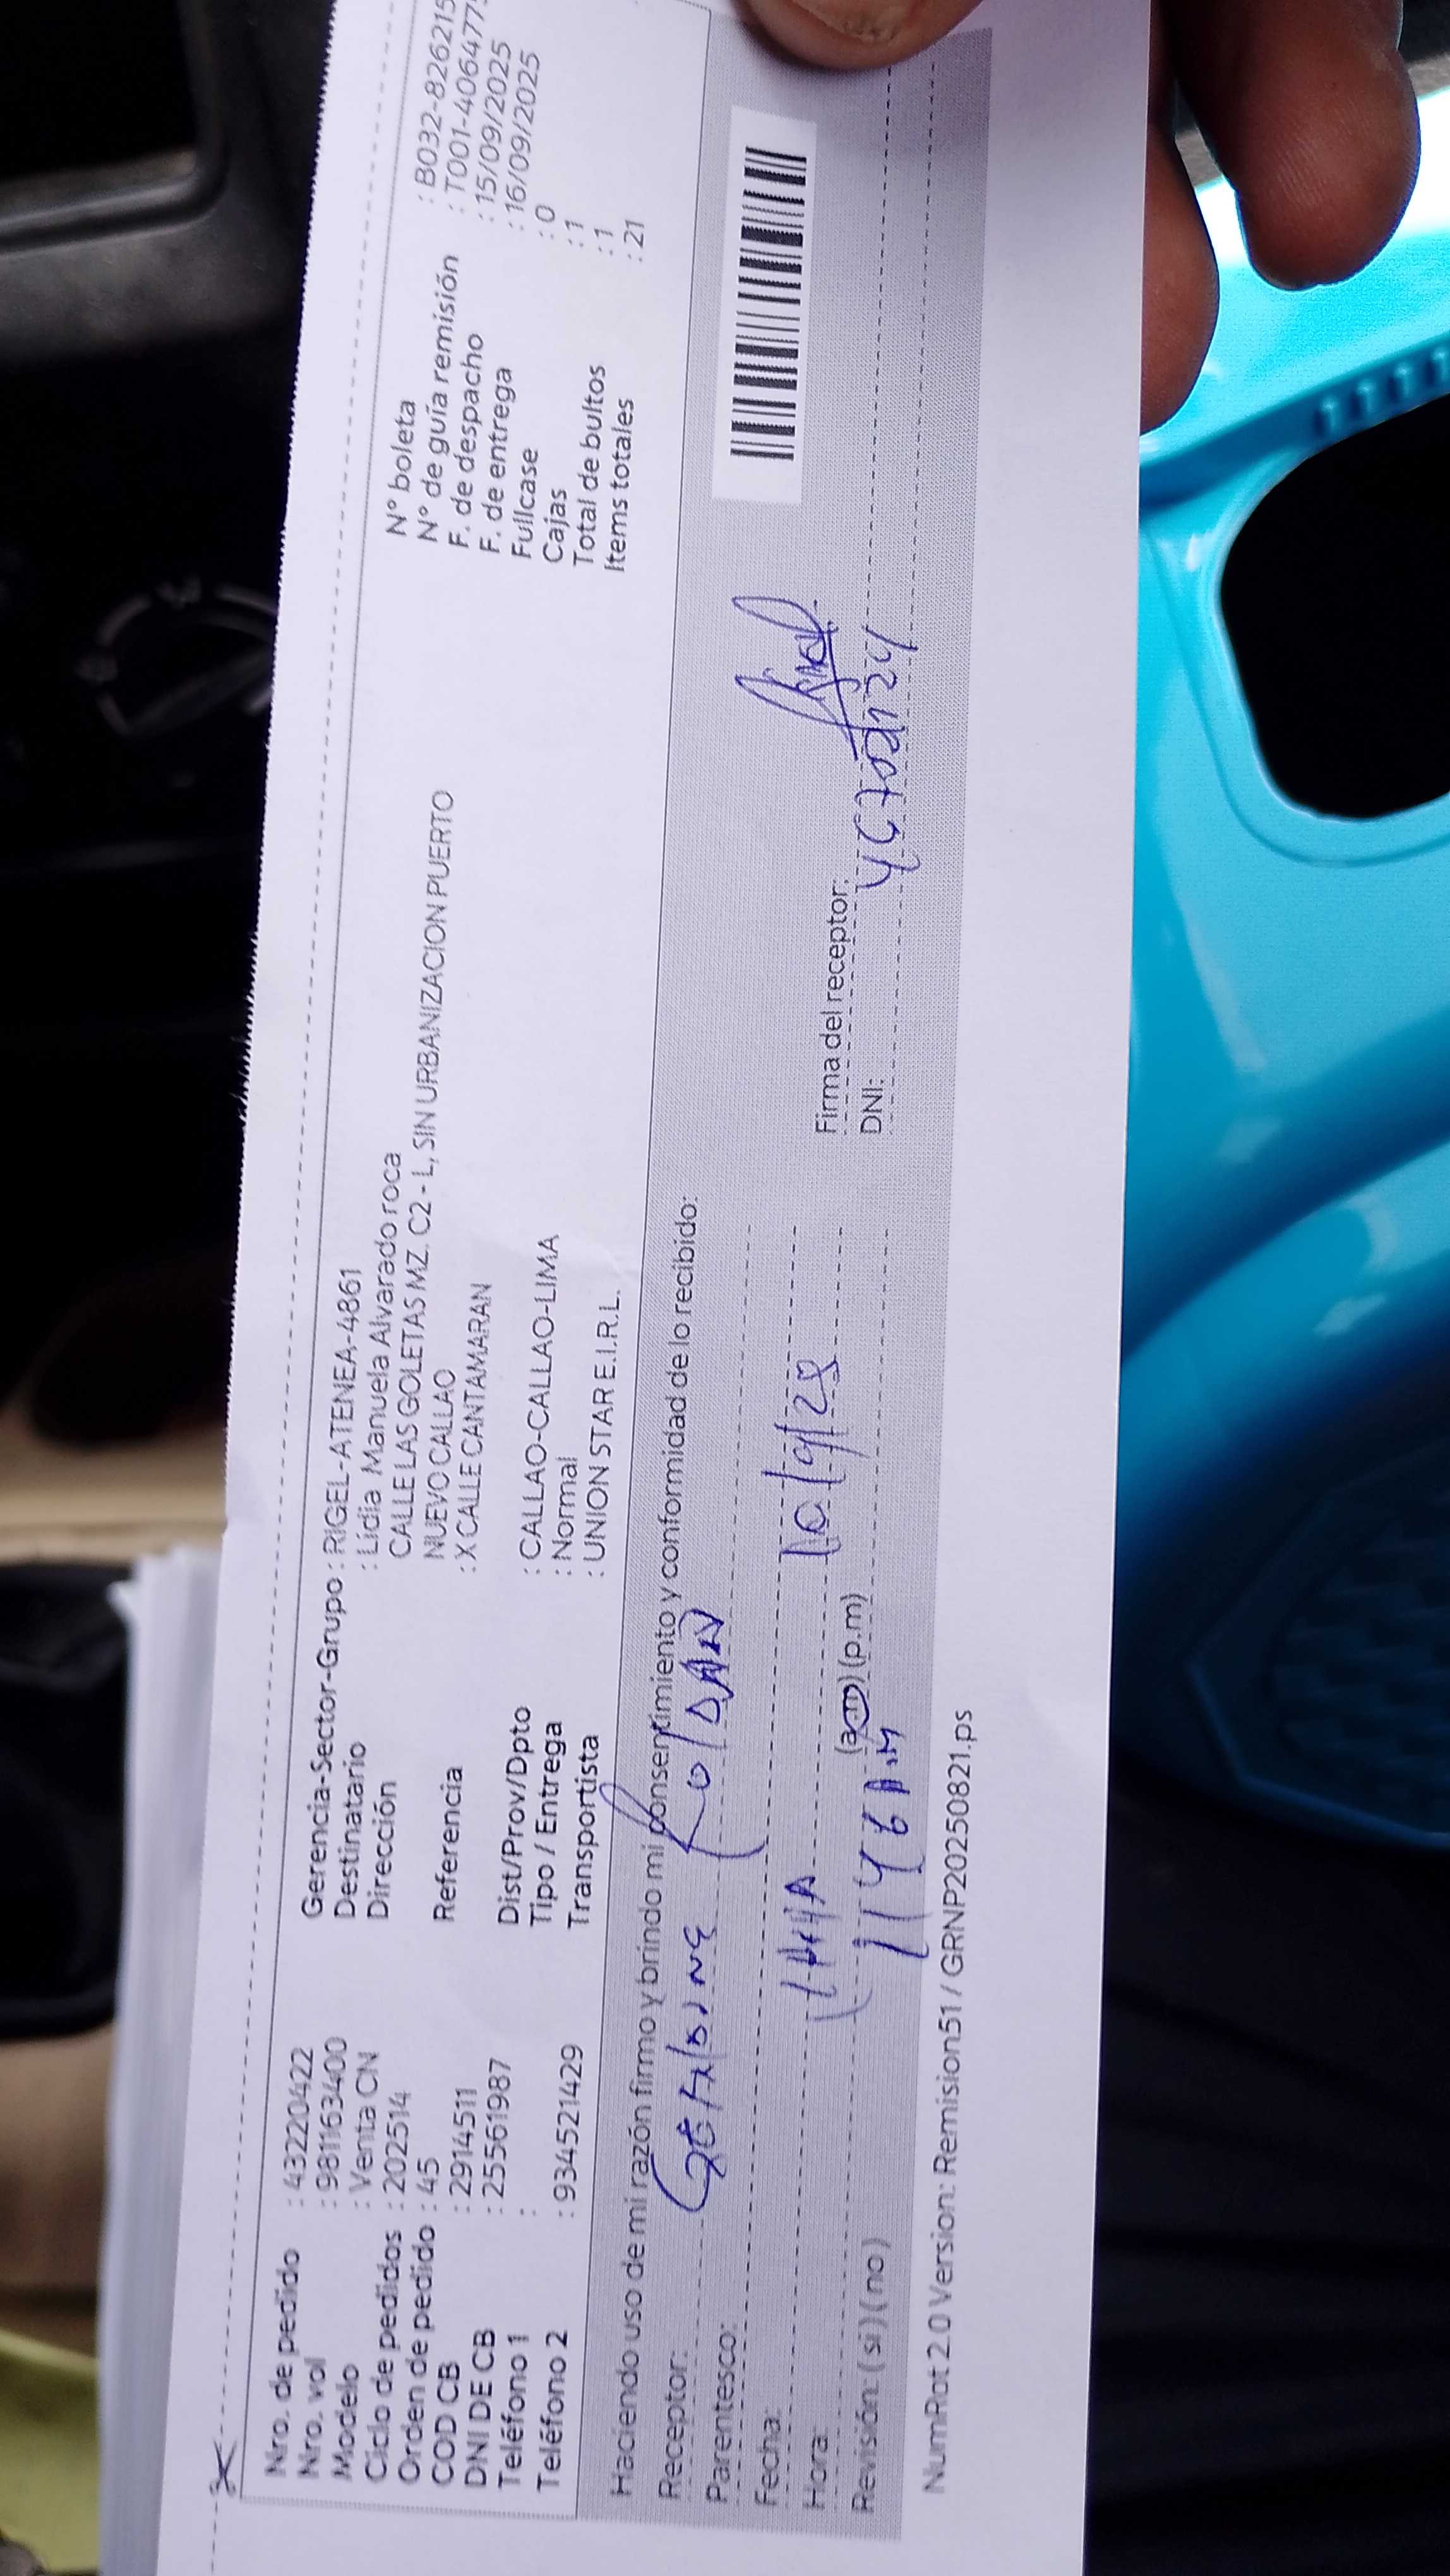 Nro. de pedido : 43220422
Nro. vol : 981163400
Modelo : Venta CN
Ciclo de pedidos : 202514
Orden de pedido : 45
COD CB : 2914511
DNI DE CB : 25561987
Teléfono 1 :
Teléfono 2 : 934521429
Gerencia-Sector-Grupo : RIGEL-ATENEA-4861
Destinatario : Lidia Manuela Alvarado roca
Dirección CALLE LAS GOLETAS MZ. C2 - L, SIN URBANIZACION PUERTO
NUEVO CALLAO
Referencia : X CALLE CANTAMARAN
Dist/Prov/Dpto : CALLAO-CALLAO-LIMA
Tipo / Entrega : Normal
Transportista : UNION STAR E.I.R.L.
N° boleta : B032-826215
N° de guía remisión : T001-406477
F. de despacho : 15/09/2025
F. de entrega : 16/09/2025
Fullcase : 0
Cajas : 1
Total de bultos : 1
Items totales : 21
Haciendo uso de mi razón firmo y brindo mi consentimiento y conformidad de lo recibido:
Receptor: ROLDAN
Parentesco:
Fecha:
Hora: (a.m) (p.m)
Revisión: ( si ) ( no )
Firma del receptor:
DNI:
NumRot 2.0 Version: Remision51 / GRNP20250821.ps